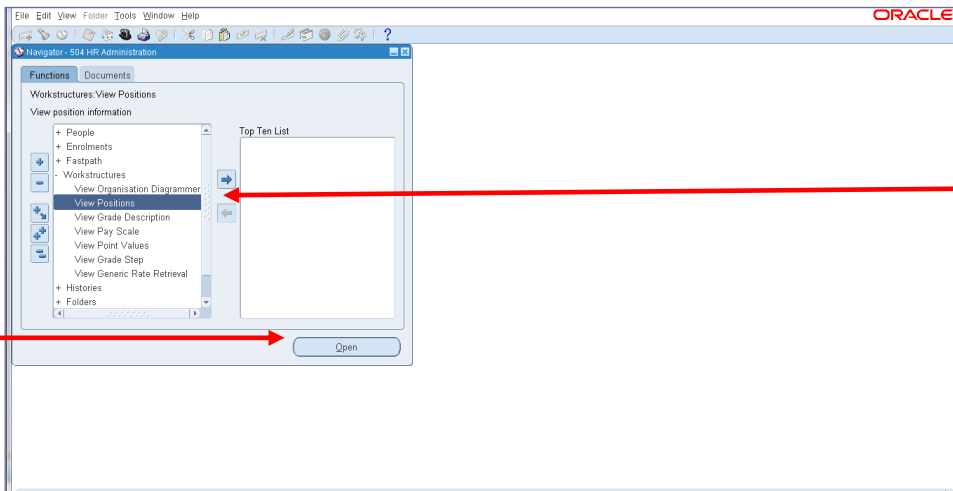 File Edit View Folder Tools Window Help
ORACLE
?
Navigator - 504 HR Administration
Functions Documents
Workstructures:View Positions
View position information
+ People
+ Enrolments
+ Fastpath
- Workstructures
View Organisation Diagrammer
View Positions
View Grade Description
View Pay Scale
View Point Values
View Grade Step
View Generic Rate Retrieval
+ Histories
+ Folders
Top Ten List
Open